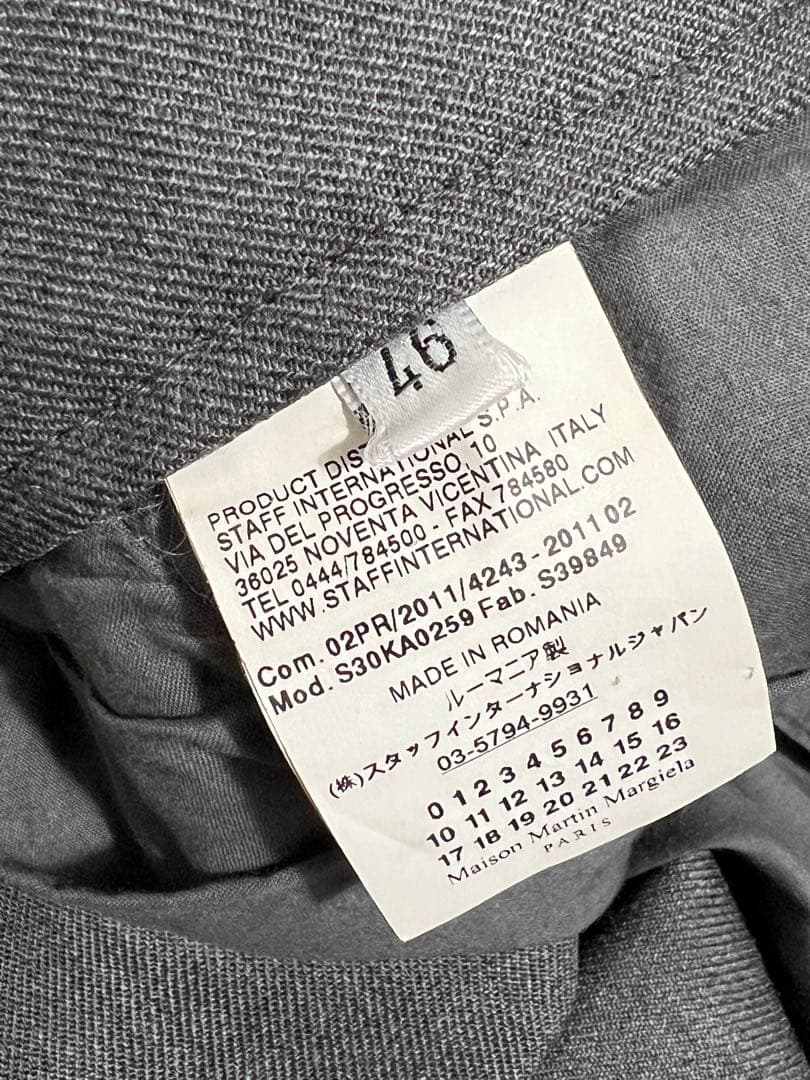 46
PRODUCT DIST
STAFF INTERNATIONAL S.P.A.
VIA DEL PROGRESSO, 10
36025 NOVENTA VICENTINA ITALY
TEL 0444/784500 - FAX 784580
WWW.STAFFINTERNATIONAL.COM
Com. 02PR/2011/4243 - 2011 02
Mod. S30KA0259 Fab. S39849
MADE IN ROMANIA
ルーマニア製
(株)スタッフインターナショナルジャパン
03-5794-9931
0 1 2 3 4 5 6 7 8 9
10 11 12 13 14 15 16
17 18 19 20 21 22 23
Maison Martin Margiela
PARIS